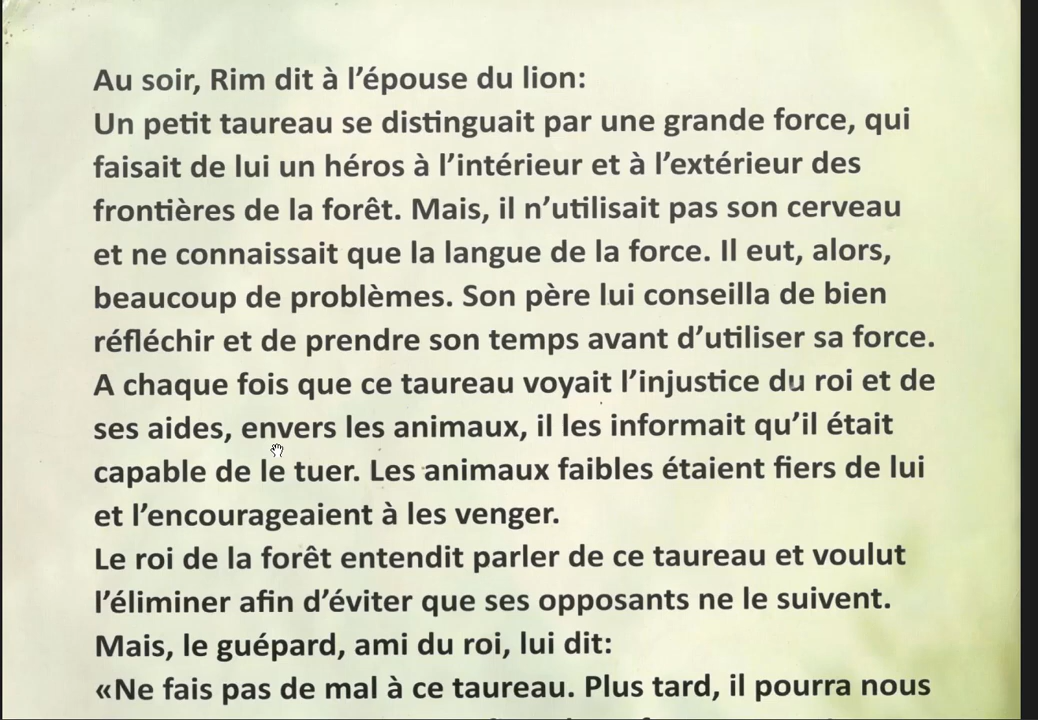 Au soir, Rim dit à l’épouse du lion:
Un petit taureau se distinguait par une grande force, qui
faisait de lui un héros à l’intérieur et à l’extérieur des
frontières de la forêt. Mais, il n’utilisait pas son cerveau
et ne connaissait que la langue de la force. Il eut, alors,
beaucoup de problèmes. Son père lui conseilla de bien
réfléchir et de prendre son temps avant d’utiliser sa force.
A chaque fois que ce taureau voyait l’injustice du roi et de
ses aides, envers les animaux, il les informait qu’il était
capable de le tuer. Les animaux faibles étaient fiers de lui
et l’encourageaient à les venger.
Le roi de la forêt entendit parler de ce taureau et voulut
l’éliminer afin d’éviter que ses opposants ne le suivent.
Mais, le guépard, ami du roi, lui dit:
«Ne fais pas de mal à ce taureau. Plus tard, il pourra nous